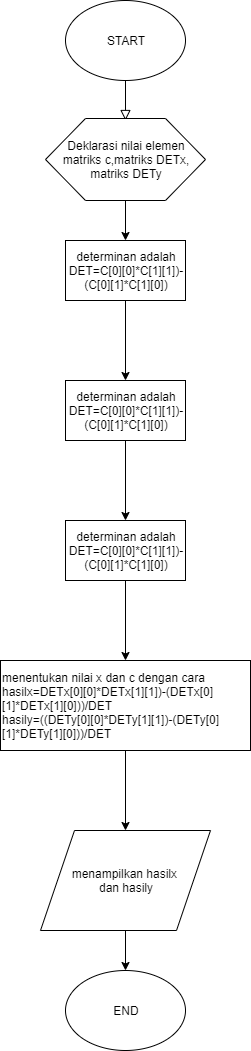 START
Deklarasi nilai elemen
matriks c,matriks DETx,
matriks DETy
determinan adalah
DET=C[0][0]*C[1][1])-
(C[0][1]*C[1][0])
determinan adalah
DET=C[0][0]*C[1][1])-
(C[0][1]*C[1][0])
determinan adalah
DET=C[0][0]*C[1][1])-
(C[0][1]*C[1][0])
menentukan nilai x dan c dengan cara
hasilx=DETx[0][0]*DETx[1][1])-(DETx[0]
[1]*DETx[1][0]))/DET
hasily=((DETy[0][0]*DETy[1][1])-(DETy[0]
[1]*DETy[1][0]))/DET
menampilkan hasilx
dan hasily
END